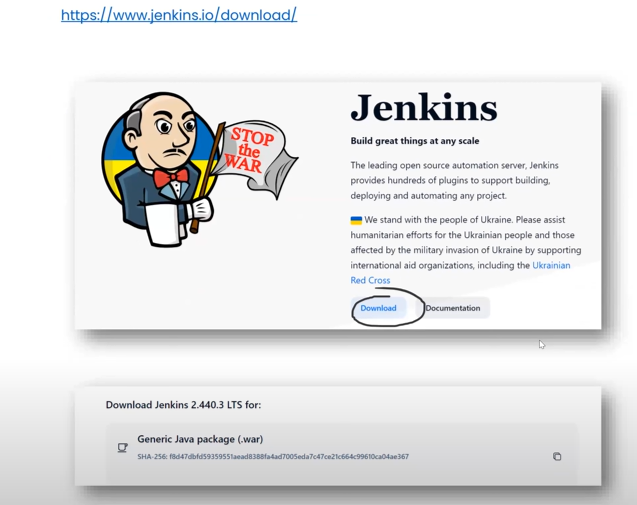 https://www.jenkins.io/download/
STOP
the
WAR
Jenkins
Build great things at any scale
The leading open source automation server, Jenkins
provides hundreds of plugins to support building,
deploying and automating any project.
We stand with the people of Ukraine. Please assist
humanitarian efforts for the Ukrainian people and those
affected by the military invasion of Ukraine by supporting
international aid organizations, including the Ukrainian
Red Cross
Download Documentation
Download Jenkins 2.440.3 LTS for:
Generic Java package (.war)
SHA-256: f8d47dbfd59359551aead8388fa4ad7005eda7c47ce21c664c99610ca04ae367